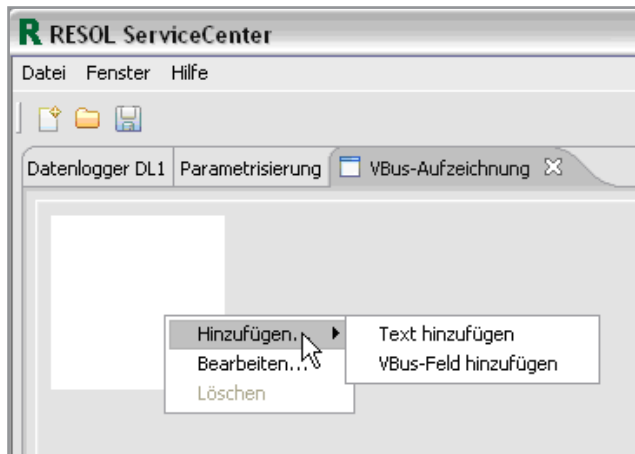 RESOL ServiceCenter
Datei Fenster Hilfe
Datenlogger DL1 Parametrisierung VBus-Aufzeichnung
Hinzufügen... Text hinzufügen
Bearbeiten... VBus-Feld hinzufügen
Löschen